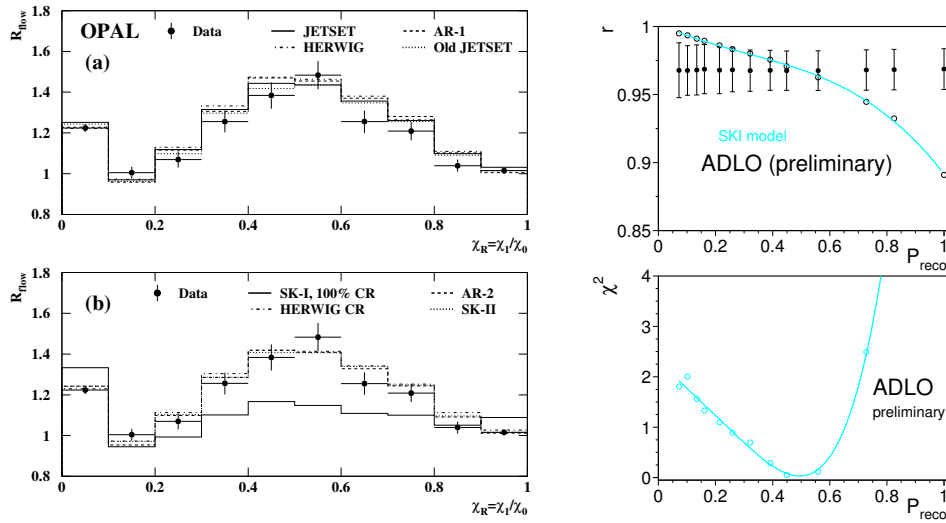 R_flow
1.8
1.6
1.4
1.2
1
0.8
OPAL
Data
JETSET
HERWIG
AR-1
Old JETSET
(a)
0
0.2
0.4
0.6
0.8
1
χ_R=χ_1/χ_0
R_flow
1.8
1.6
1.4
1.2
1
0.8
(b)
Data
SK-I, 100% CR
HERWIG CR
AR-2
SK-II
0
0.2
0.4
0.6
0.8
1
χ_R=χ_1/χ_0
r
1
0.95
0.9
0.85
SKI model
ADLO (preliminary)
0
0.2
0.4
0.6
0.8
1
P_reco
χ²
4
3
2
1
0
ADLO
preliminary
0
0.2
0.4
0.6
0.8
1
P_reco